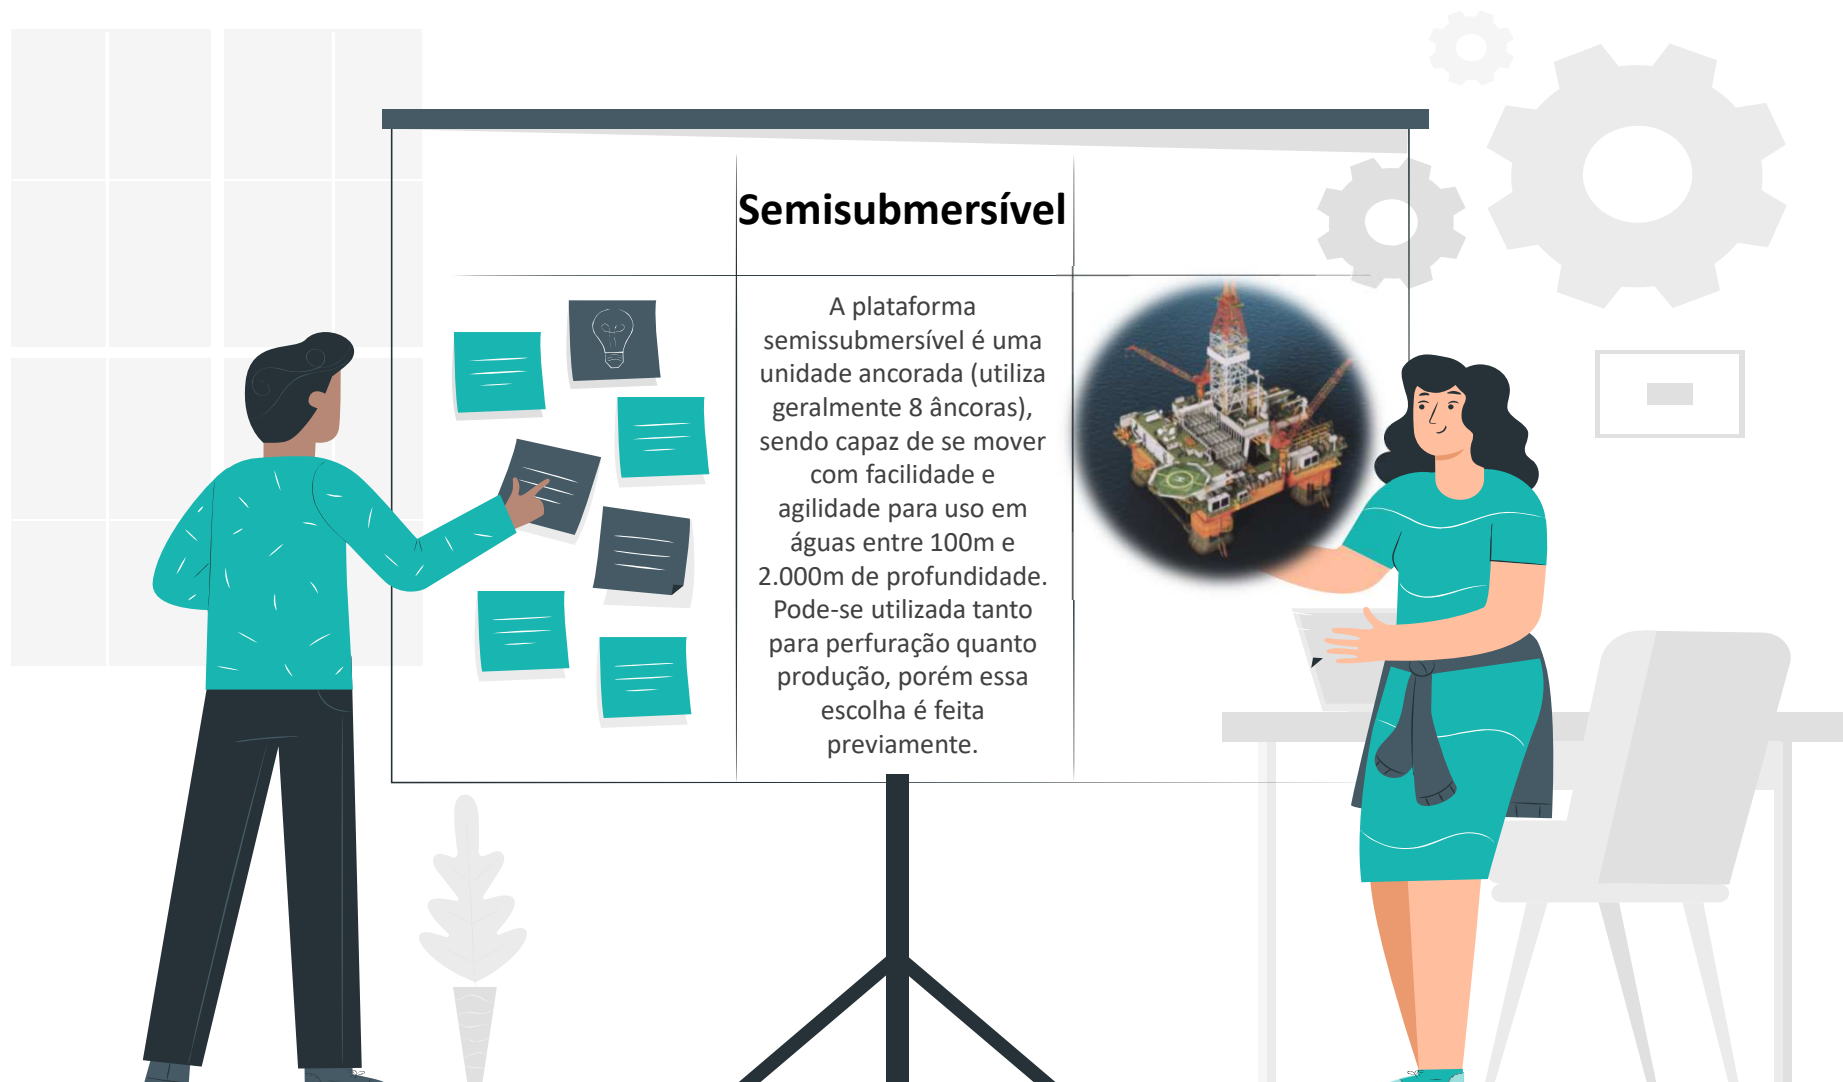 Semisubmersível
A plataforma
semissubmersível é uma
unidade ancorada (utiliza
geralmente 8 âncoras),
sendo capaz de se mover
com facilidade e
agilidade para uso em
águas entre 100m e
2.000m de profundidade.
Pode-se utilizada tanto
para perfuração quanto
produção, porém essa
escolha é feita
previamente.